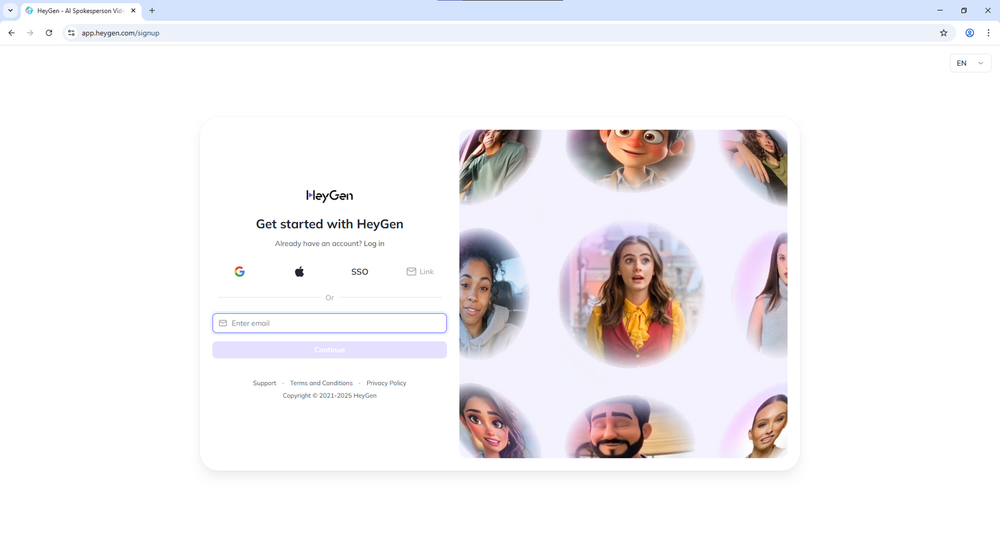 HeyGen - AI Spokesperson Vide
app.heygen.com/signup
EN
HeyGen
Get started with HeyGen
Already have an account? Log in
SSO
Link
Or
Enter email
Continue
Support · Terms and Conditions · Privacy Policy
Copyright © 2021-2025 HeyGen